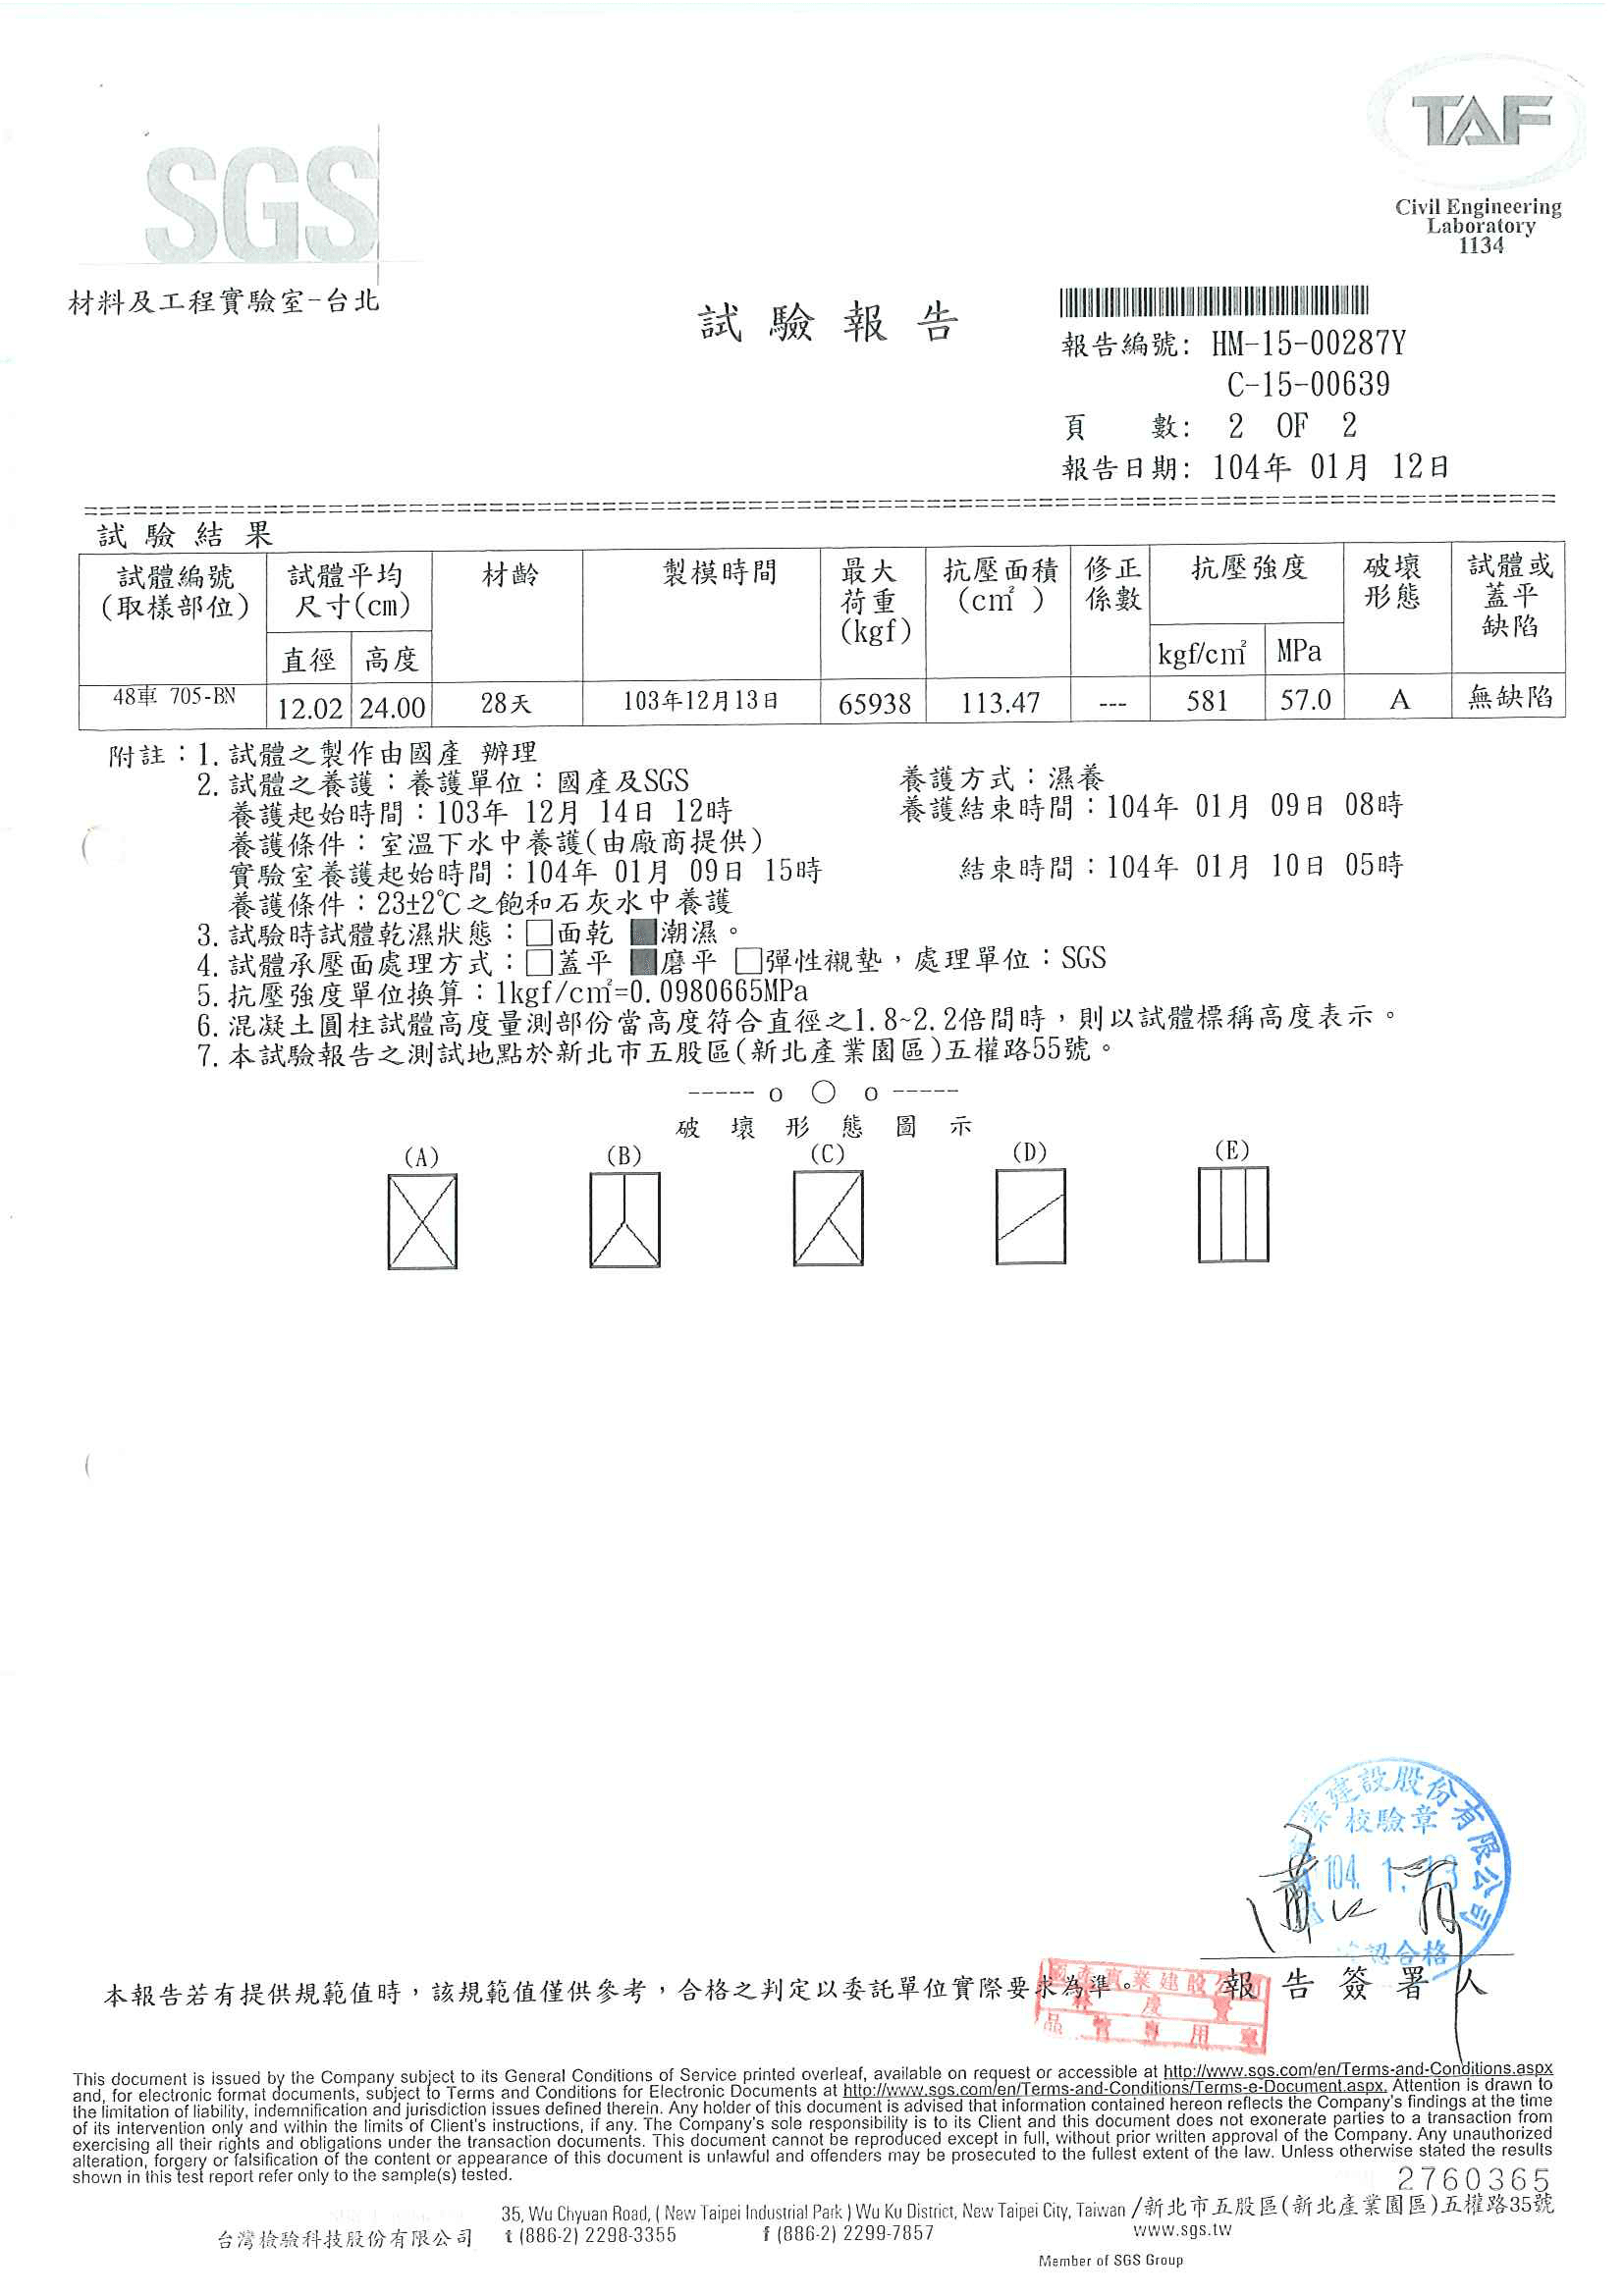 SGS
TAF
Civil Engineering
Laboratory
1134
材料及工程實驗室-台北
試驗報告
報告編號: HM-15-00287Y
C-15-00639
頁 數: 2 OF 2
報告日期: 104年 01月 12日
試驗結果
試體編號 試體平均 材齡 製模時間 最大 抗壓面積 修正 抗壓強度 破壞 試體或
(取樣部位) 尺寸(cm) 荷重 (cm²) 係數 形態 蓋平
(kgf) 缺陷
直徑 高度 kgf/cm² MPa
48車 705-BN 12.02 24.00 28天 103年12月13日 65938 113.47 --- 581 57.0 A 無缺陷
附註：1. 試體之製作由國產 辦理
2. 試體之養護：養護單位：國產及SGS 養護方式：濕養
養護起始時間：103年 12月 14日 12時 養護結束時間：104年 01月 09日 08時
養護條件：室溫下水中養護(由廠商提供)
實驗室養護起始時間：104年 01月 09日 15時 結束時間：104年 01月 10日 05時
養護條件：23±2℃之飽和石灰水中養護
3. 試驗時試體乾濕狀態：□面乾 ■潮濕。
4. 試體承壓面處理方式：□蓋平 ■磨平 □彈性襯墊，處理單位：SGS
5. 抗壓強度單位換算：1kgf/cm²=0.0980665MPa
6. 混凝土圓柱試體高度量測部份當高度符合直徑之1.8~2.2倍間時，則以試體標稱高度表示。
7. 本試驗報告之測試地點於新北市五股區(新北產業園區)五權路55號。
----- o ○ o -----
破壞形態圖示
(A) (B) (C) (D) (E)
業建設股份有限公司
校驗章
104. 1. 13
認合格
本報告若有提供規範值時，該規範值僅供參考，合格之判定以委託單位實際要求為準。
報告簽署人
國產實業建設
品管專用章
This document is issued by the Company subject to its General Conditions of Service printed overleaf, available on request or accessible at http://www.sgs.com/en/Terms-and-Conditions.aspx
and, for electronic format documents, subject to Terms and Conditions for Electronic Documents at http://www.sgs.com/en/Terms-and-Conditions/Terms-e-Document.aspx. Attention is drawn to
the limitation of liability, indemnification and jurisdiction issues defined therein. Any holder of this document is advised that information contained hereon reflects the Company's findings at the time
of its intervention only and within the limits of Client's instructions, if any. The Company's sole responsibility is to its Client and this document does not exonerate parties to a transaction from
exercising all their rights and obligations under the transaction documents. This document cannot be reproduced except in full, without prior written approval of the Company. Any unauthorized
alteration, forgery or falsification of the content or appearance of this document is unlawful and offenders may be prosecuted to the fullest extent of the law. Unless otherwise stated the results
shown in this test report refer only to the sample(s) tested.
2760365
35, Wu Chyuan Road, ( New Taipei Industrial Park ) Wu Ku District, New Taipei City, Taiwan /新北市五股區(新北產業園區)五權路35號
台灣檢驗科技股份有限公司 t (886-2) 2298-3355 f (886-2) 2299-7857 www.sgs.tw
Member of SGS Group